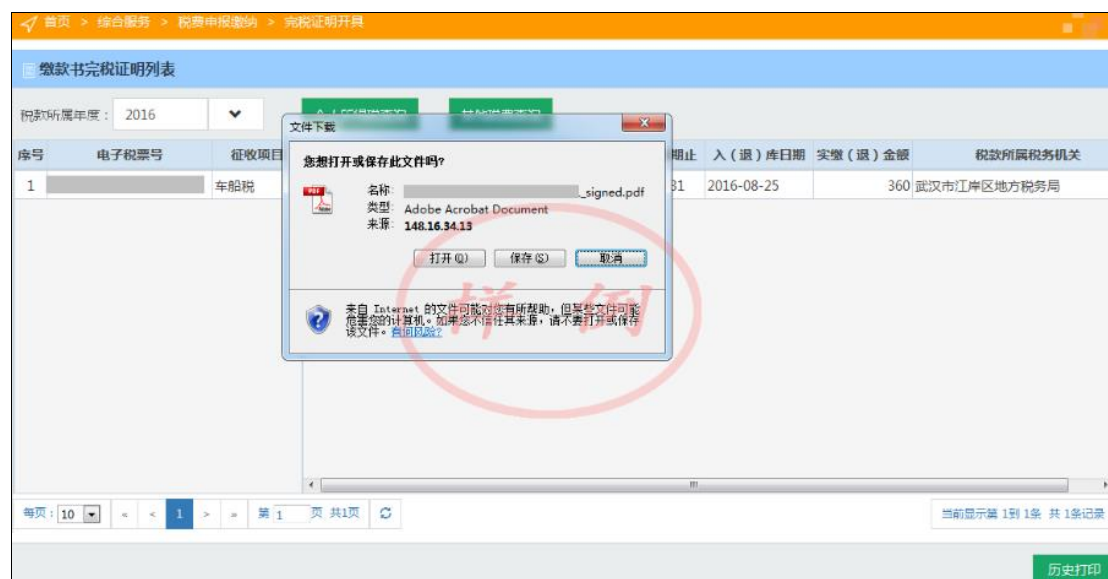 首页 > 综合服务 > 税费申报缴纳 > 完税证明开具
缴款书完税证明列表
税款所属年度： 2016
文件下载
序号 电子税票号 征收项目 期止 入（退）库日期 实缴（退）金额 税款所属税务机关
您想打开或保存此文件吗?
1 车船税 31 2016-08-25 360 武汉市江岸区地方税务局
名称: _signed.pdf
类型: Adobe Acrobat Document
来源: 148.16.34.13
打开(O) 保存(S) 取消
来自 Internet 的文件可能对您有所帮助，但某些文件可能
危害您的计算机。如果您不信任其来源，请不要打开或保存
该文件。有何风险?
样例
每页: 10 « < 1 > » 第 1 页 共1页 当前显示第 1到 1条 共 1条记录
历史打印